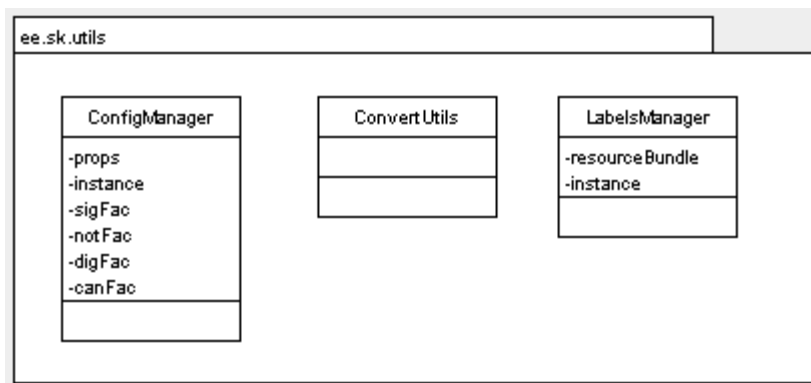 ee.sk.utils
ConfigManager
-props
-instance
-sigFac
-notFac
-digFac
-canFac
ConvertUtils
LabelsManager
-resourceBundle
-instance